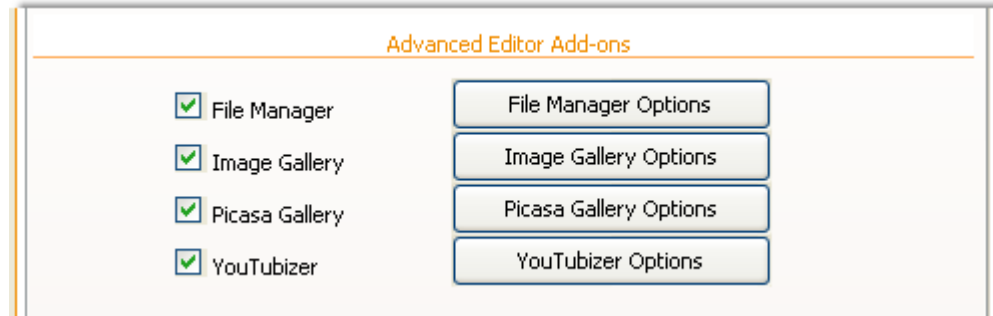 Advanced Editor Add-ons
File Manager File Manager Options
Image Gallery Image Gallery Options
Picasa Gallery Picasa Gallery Options
YouTubizer YouTubizer Options